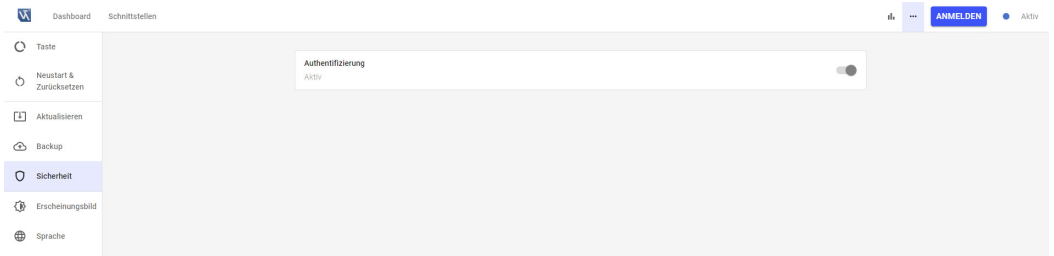 Dashboard Schnittstellen ANMELDEN Aktiv
Taste
Neustart &
Zurücksetzen
Aktualisieren
Backup
Sicherheit
Erscheinungsbild
Sprache
Authentifizierung
Aktiv